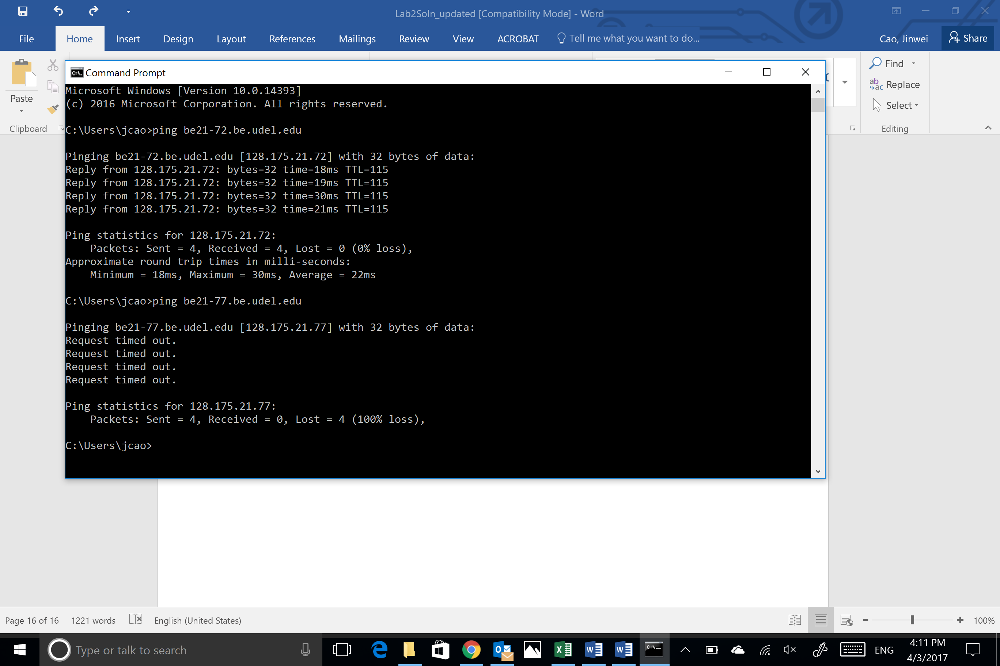 Lab2Soln_updated [Compatibility Mode] - Word
File Home Insert Design Layout References Mailings Review View ACROBAT Tell me what you want to do... Cao, Jinwei Share
Paste
Clipboard
Find
Replace
Select
Editing
Command Prompt
Microsoft Windows [Version 10.0.14393]
(c) 2016 Microsoft Corporation. All rights reserved.
C:\Users\jcao>ping be21-72.be.udel.edu
Pinging be21-72.be.udel.edu [128.175.21.72] with 32 bytes of data:
Reply from 128.175.21.72: bytes=32 time=18ms TTL=115
Reply from 128.175.21.72: bytes=32 time=19ms TTL=115
Reply from 128.175.21.72: bytes=32 time=30ms TTL=115
Reply from 128.175.21.72: bytes=32 time=21ms TTL=115
Ping statistics for 128.175.21.72:
Packets: Sent = 4, Received = 4, Lost = 0 (0% loss),
Approximate round trip times in milli-seconds:
Minimum = 18ms, Maximum = 30ms, Average = 22ms
C:\Users\jcao>ping be21-77.be.udel.edu
Pinging be21-77.be.udel.edu [128.175.21.77] with 32 bytes of data:
Request timed out.
Request timed out.
Request timed out.
Request timed out.
Ping statistics for 128.175.21.77:
Packets: Sent = 4, Received = 0, Lost = 4 (100% loss),
C:\Users\jcao>
Page 16 of 16 1221 words English (United States) 100%
Type or talk to search
ENG
4:11 PM
4/3/2017